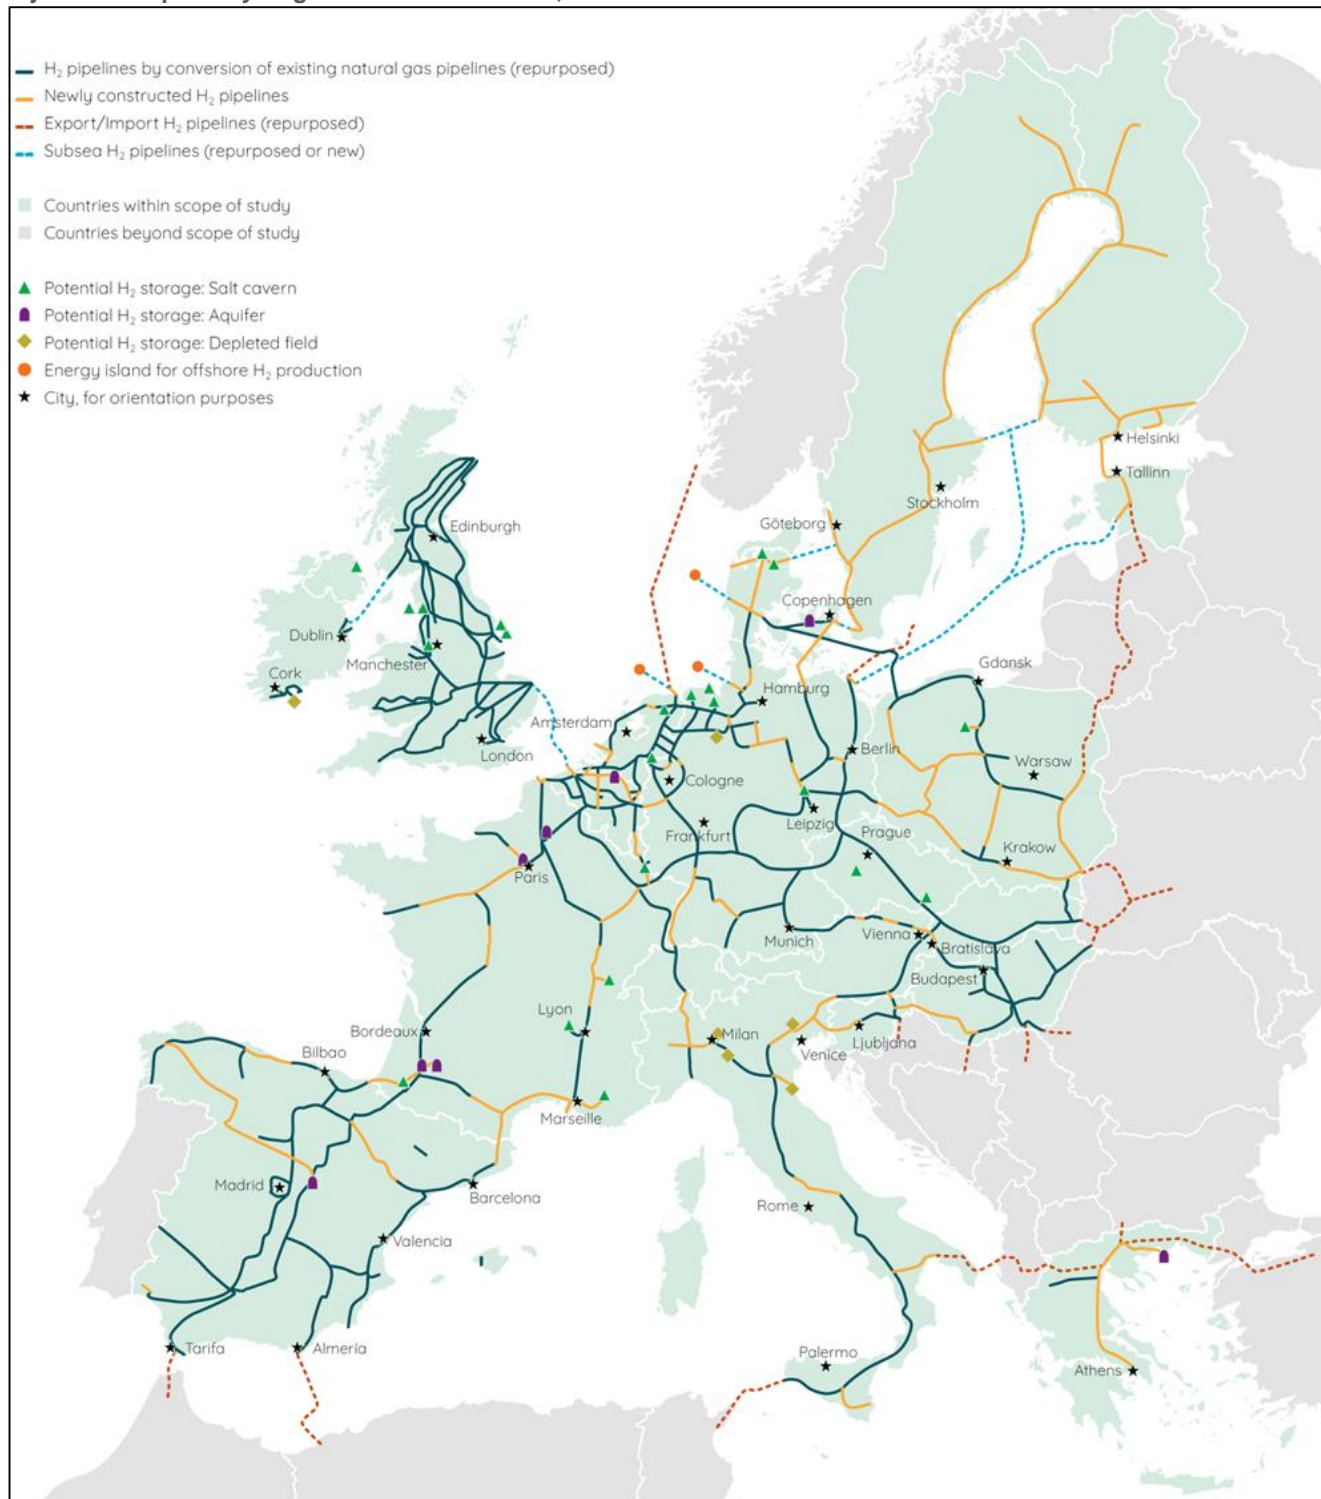 H₂ pipelines by conversion of existing natural gas pipelines (repurposed)
Newly constructed H₂ pipelines
Export/Import H₂ pipelines (repurposed)
Subsea H₂ pipelines (repurposed or new)
Countries within scope of study
Countries beyond scope of study
Potential H₂ storage: Salt cavern
Potential H₂ storage: Aquifer
Potential H₂ storage: Depleted field
Energy island for offshore H₂ production
City, for orientation purposes
Helsinki
Tallinn
Stockholm
Göteborg
Edinburgh
Copenhagen
Dublin
Manchester
Cork
Gdansk
Hamburg
Amsterdam
London
Berlin
Warsaw
Cologne
Leipzig
Frankfurt
Prague
Krakow
Paris
Munich
Vienna
Bratislava
Budapest
Lyon
Bordeaux
Milan
Venice
Ljubljana
Bilbao
Marseille
Madrid
Barcelona
Rome
Valencia
Tarifa
Almería
Palermo
Athens